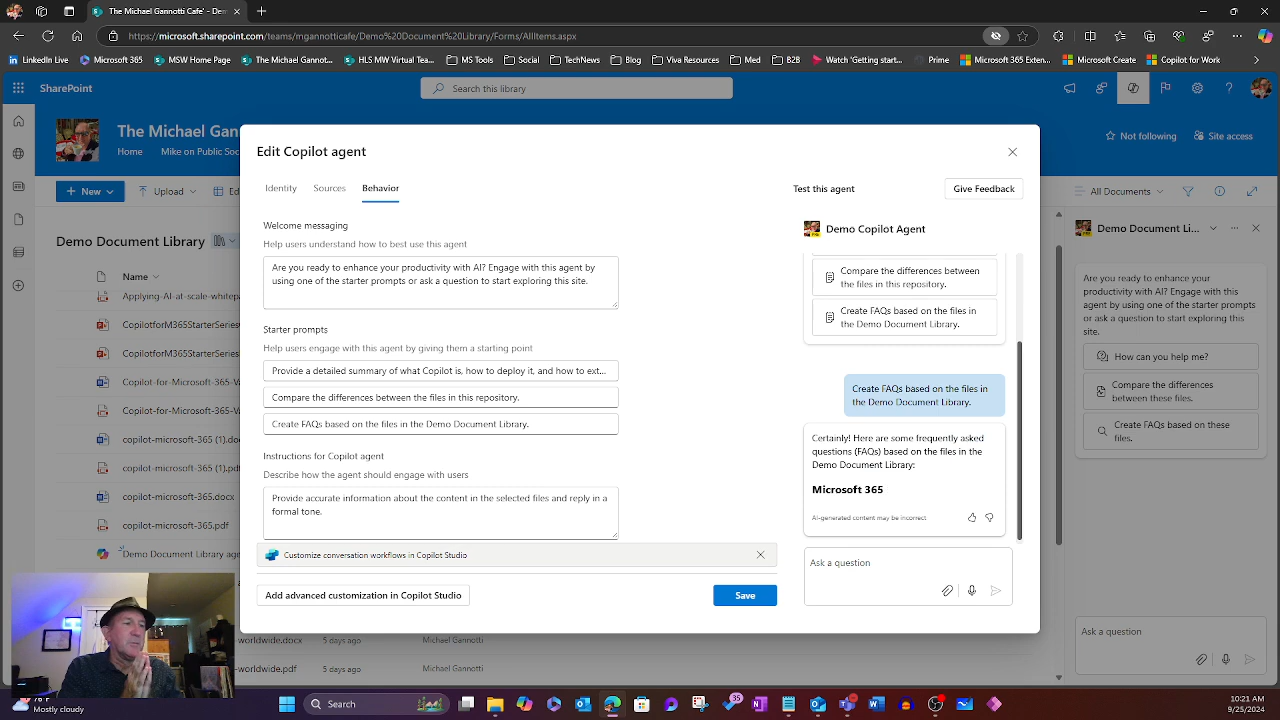 The Michael Gannotti Cafe - Dem
https://microsoft.sharepoint.com/teams/mgannotticafe/Demo%20Document%20Library/Forms/AllItems.aspx
LinkedIn Live
Microsoft 365
MSW Home Page
The Michael Gannot...
HLS MW Virtual Tea...
MS Tools
Social
TechNews
Bing
Viva Resources
Med
B2B
Watch 'Getting start...
Prime
Microsoft 365 Exten...
Microsoft Create
Copilot for Work
SharePoint
Search this library
The Michael Gan
Home
Mike on Public Soc
Not following
Site access
New
Upload
Ed
All Documents
Demo Document Library
Name
Applying-AI-at-scale-whitepa
CopilotforM365StarterSeries
CopilotforM365StarterSeries
Copilot-for-Microsoft-365-Va
Copilot-for-Microsoft-365-Va
copilot-microsoft-365 (1).doc
copilot-microsoft-365 (1).pdf
copilot-microsoft-365.docx
copilot-microsoft-365.pdf
Demo Document Library age
worldwide.docx
5 days ago
Michael Gannotti
worldwide.pdf
5 days ago
Michael Gannotti
Edit Copilot agent
Identity
Sources
Behavior
Welcome messaging
Help users understand how to best use this agent
Are you ready to enhance your productivity with AI? Engage with this agent by
using one of the starter prompts or ask a question to start exploring this site.
Starter prompts
Help users engage with this agent by giving them a starting point
Provide a detailed summary of what Copilot is, how to deploy it, and how to ext...
Compare the differences between the files in this repository.
Create FAQs based on the files in the Demo Document Library.
Instructions for Copilot agent
Describe how the agent should engage with users
Provide accurate information about the content in the selected files and reply in a
formal tone.
Customize conversation workflows in Copilot Studio
Add advanced customization in Copilot Studio
Save
Test this agent
Give Feedback
Demo Copilot Agent
Compare the differences between
the files in this repository.
Create FAQs based on the files in
the Demo Document Library.
Create FAQs based on the files in
the Demo Document Library.
Certainly! Here are some frequently asked
questions (FAQs) based on the files in the
Demo Document Library:
Microsoft 365
AI-generated content may be incorrect
Ask a question
Demo Document Li...
Are you ready to enhance your
productivity with AI? Engage with this
agent by using one of the starter prompts
or ask a question to start exploring this
site.
How can you help me?
Compare the differences
between these files.
Create FAQs based on these
files.
Ask a question
Mostly cloudy
Search
35
10:21 AM
9/25/2024